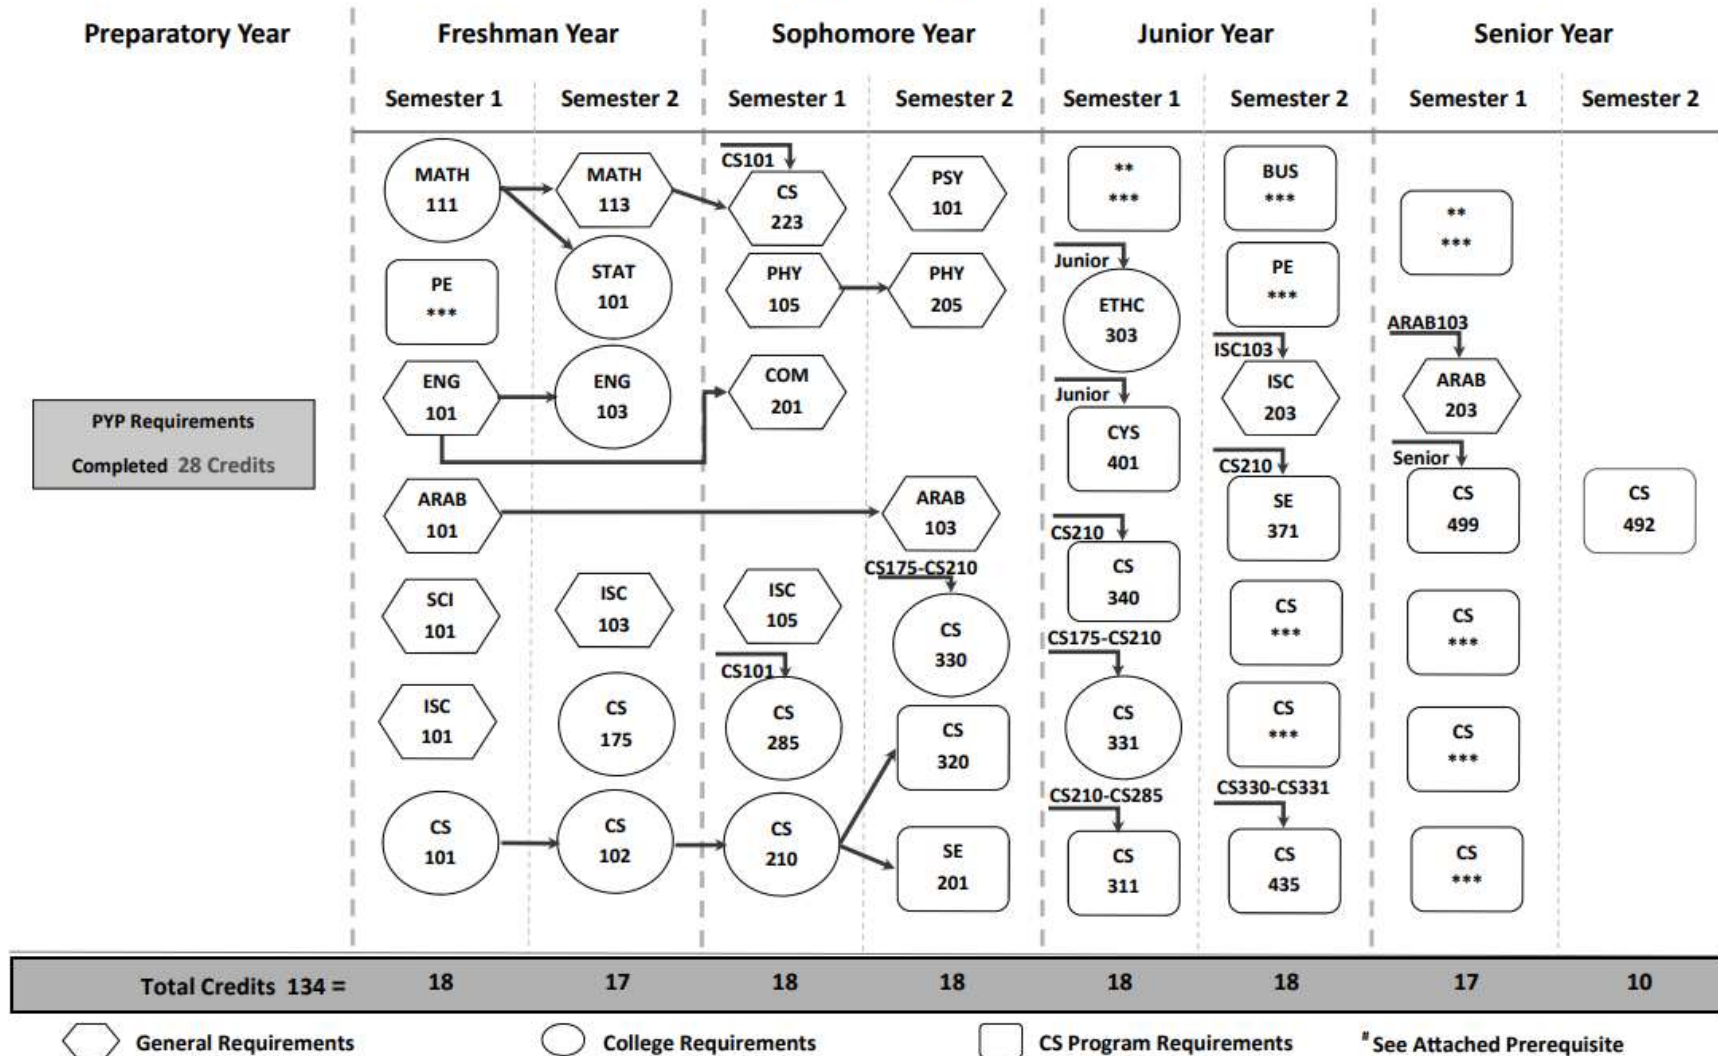 Preparatory Year
Freshman Year
Sophomore Year
Junior Year
Senior Year
Semester 1
Semester 2
Semester 1
Semester 2
Semester 1
Semester 2
Semester 1
Semester 2
PYP Requirements
Completed 28 Credits
MATH
111
PE
***
ENG
101
ARAB
101
SCI
101
ISC
101
CS
101
MATH
113
STAT
101
ENG
103
ISC
103
CS
175
CS
102
CS101
CS
223
PHY
105
COM
201
ISC
105
CS101
CS
285
CS
210
PSY
101
PHY
205
ARAB
103
CS175-CS210
CS
330
CS
320
SE
201
**
***
Junior
ETHC
303
Junior
CYS
401
CS210
CS
340
CS175-CS210
CS
331
CS210-CS285
CS
311
BUS
***
PE
***
ISC103
ISC
203
CS210
SE
371
CS
***
CS
***
CS330-CS331
CS
435
**
***
ARAB103
ARAB
203
Senior
CS
499
CS
***
CS
***
CS
***
CS
492
Total Credits 134 = 18 17 18 18 18 18 17 10
General Requirements
College Requirements
CS Program Requirements
#See Attached Prerequisite